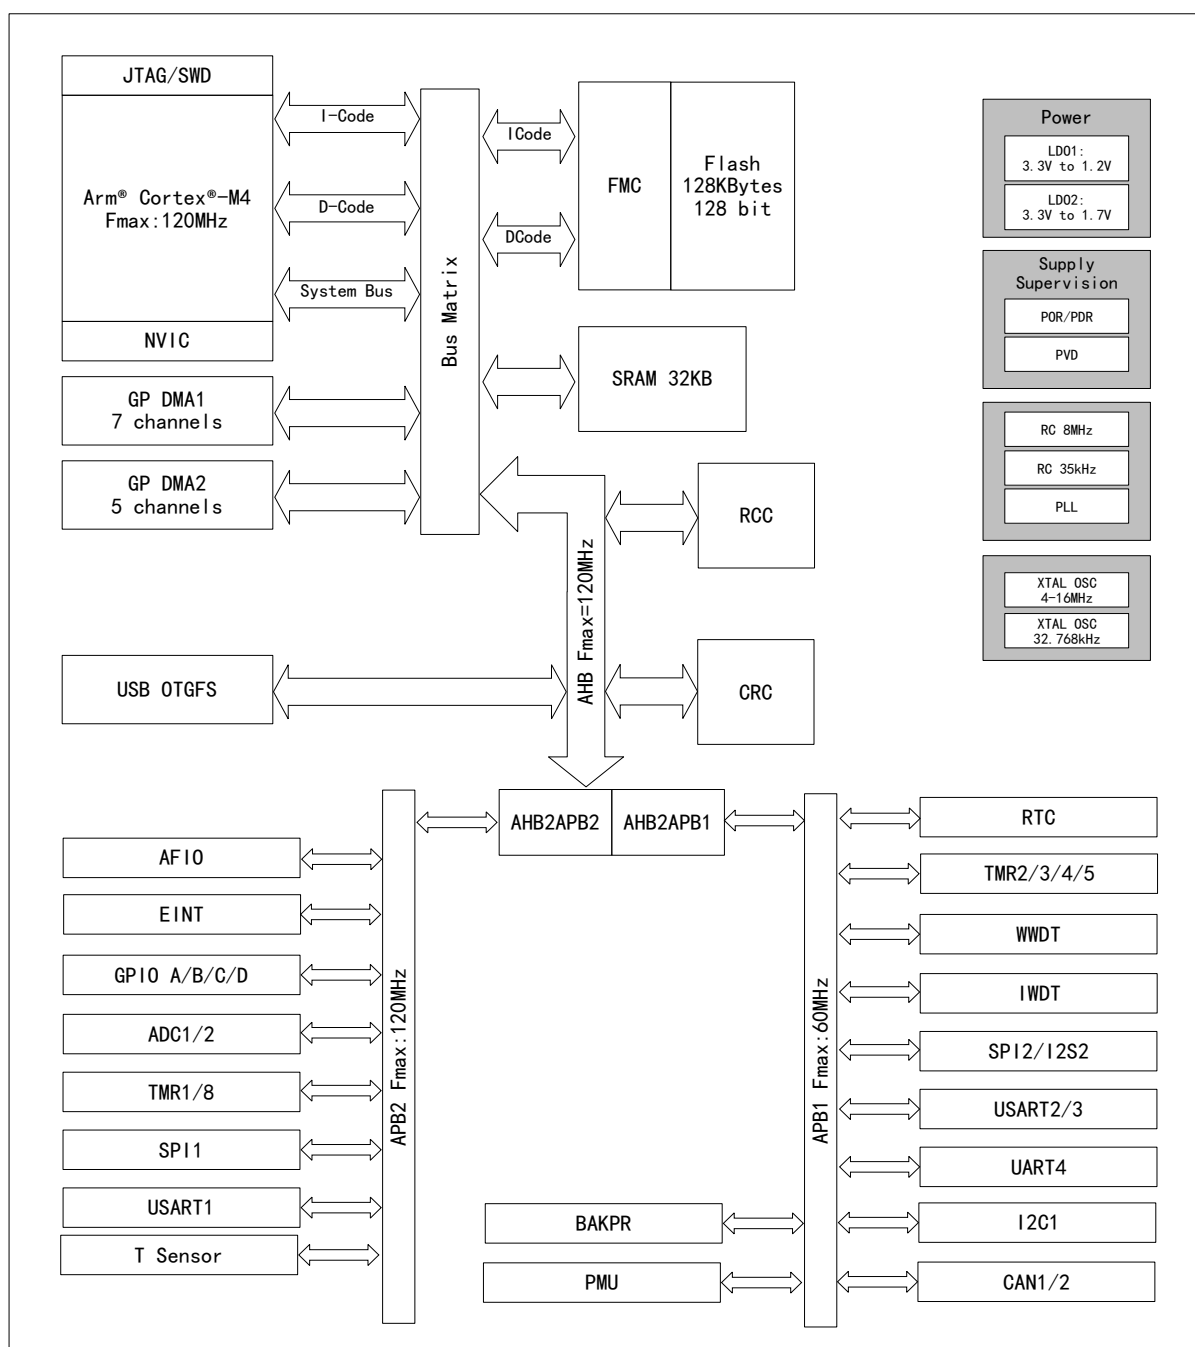 JTAG/SWD
Arm® Cortex®-M4
Fmax:120MHz
NVIC
I-Code
D-Code
System Bus
GP DMA1
7 channels
GP DMA2
5 channels
Bus Matrix
ICode
DCode
FMC
Flash
128KBytes
128 bit
SRAM 32KB
RCC
AHB Fmax=120MHz
USB OTGFS
CRC
Power
LDO1:
3.3V to 1.2V
LDO2:
3.3V to 1.7V
Supply
Supervision
POR/PDR
PVD
RC 8MHz
RC 35kHz
PLL
XTAL OSC
4-16MHz
XTAL OSC
32.768kHz
AHB2APB2
AHB2APB1
AFIO
EINT
GPIO A/B/C/D
ADC1/2
TMR1/8
SPI1
USART1
T Sensor
APB2 Fmax:120MHz
BAKPR
PMU
APB1 Fmax:60MHz
RTC
TMR2/3/4/5
WWDT
IWDT
SPI2/I2S2
USART2/3
UART4
I2C1
CAN1/2